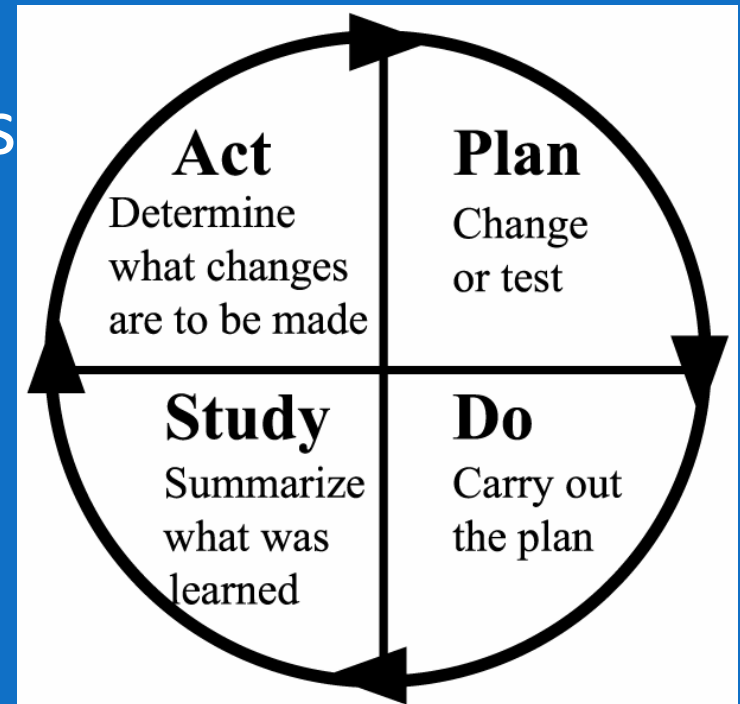 s
Act
Determine
what changes
are to be made
Plan
Change
or test
Study
Summarize
what was
learned
Do
Carry out
the plan